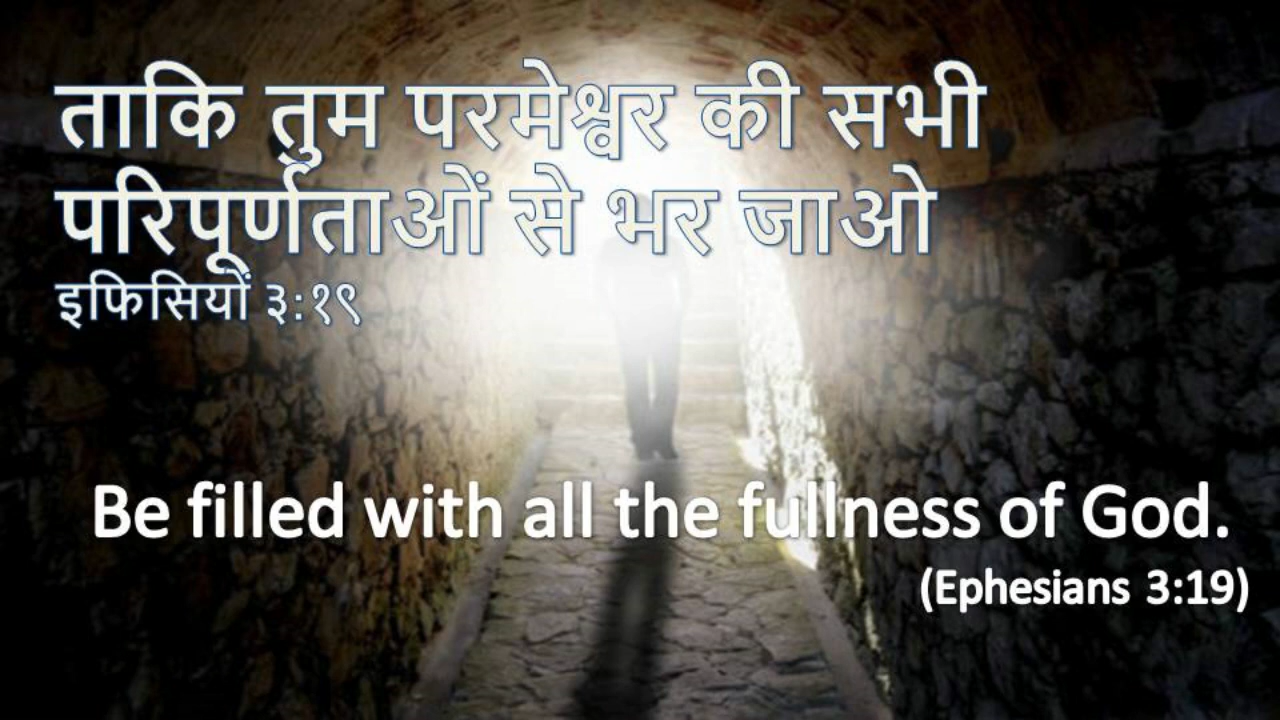 ताकि तुम परमेश्वर की सभी
परिपूर्णताओं से भर जाओ
इफिसियों ३:१९
Be filled with all the fullness of God.
(Ephesians 3:19)